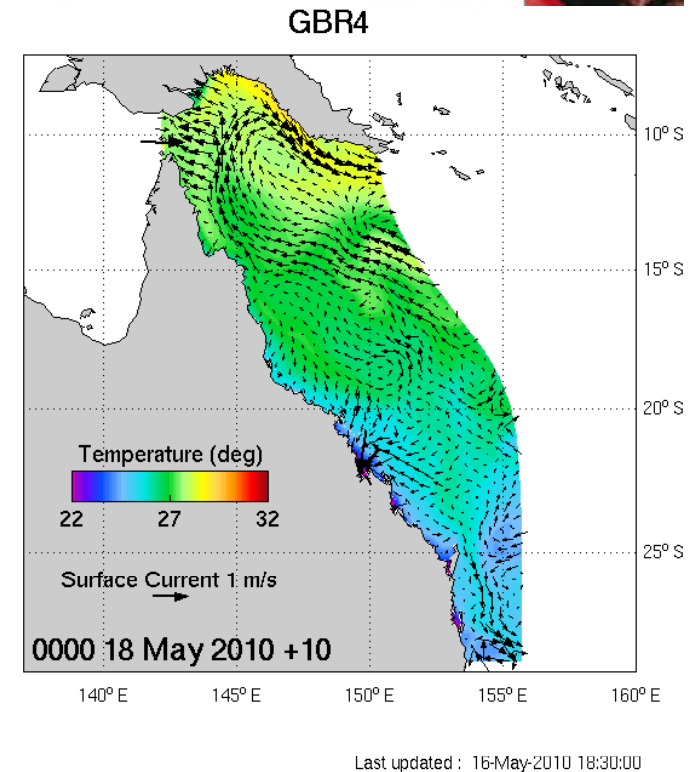 GBR4
10° S
15° S
20° S
Temperature (deg)
22 27 32
25° S
Surface Current 1 m/s
0000 18 May 2010 +10
140° E 145° E 150° E 155° E 160° E
Last updated : 16-May-2010 18:30:00